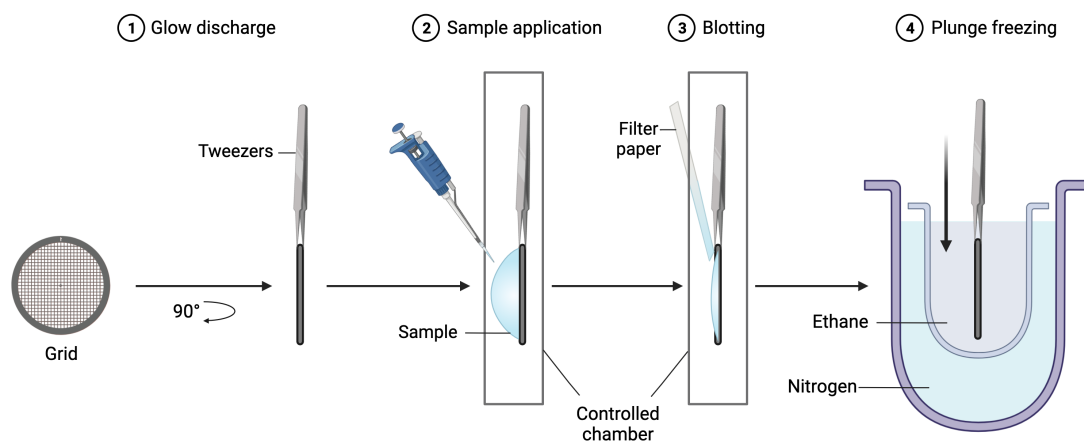 1 Glow discharge
2 Sample application
3 Blotting
4 Plunge freezing
Tweezers
Filter
paper
90°
Grid
Sample
Controlled
chamber
Ethane
Nitrogen